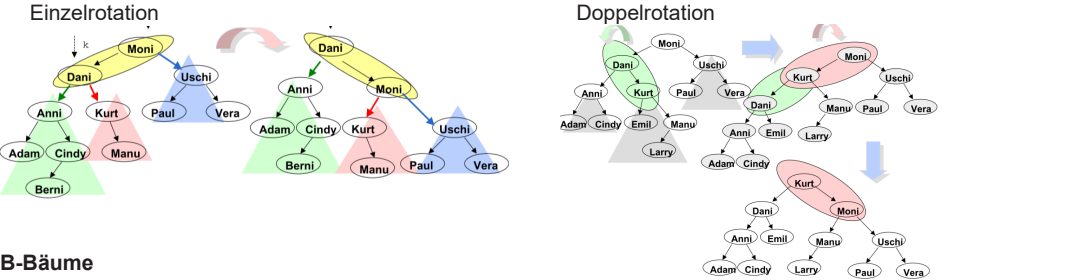 Einzelrotation
k
Moni
Dani
Uschi
Anni
Kurt
Paul
Vera
Adam
Cindy
Manu
Berni
Dani
Anni
Moni
Adam
Cindy
Kurt
Uschi
Berni
Manu
Paul
Vera
Doppelrotation
Moni
Dani
Uschi
Anni
Kurt
Paul
Vera
Adam
Cindy
Emil
Manu
Larry
Moni
Kurt
Uschi
Dani
Manu
Paul
Vera
Anni
Emil
Larry
Adam
Cindy
Kurt
Dani
Moni
Anni
Emil
Manu
Uschi
Adam
Cindy
Larry
Paul
Vera
B-Bäume